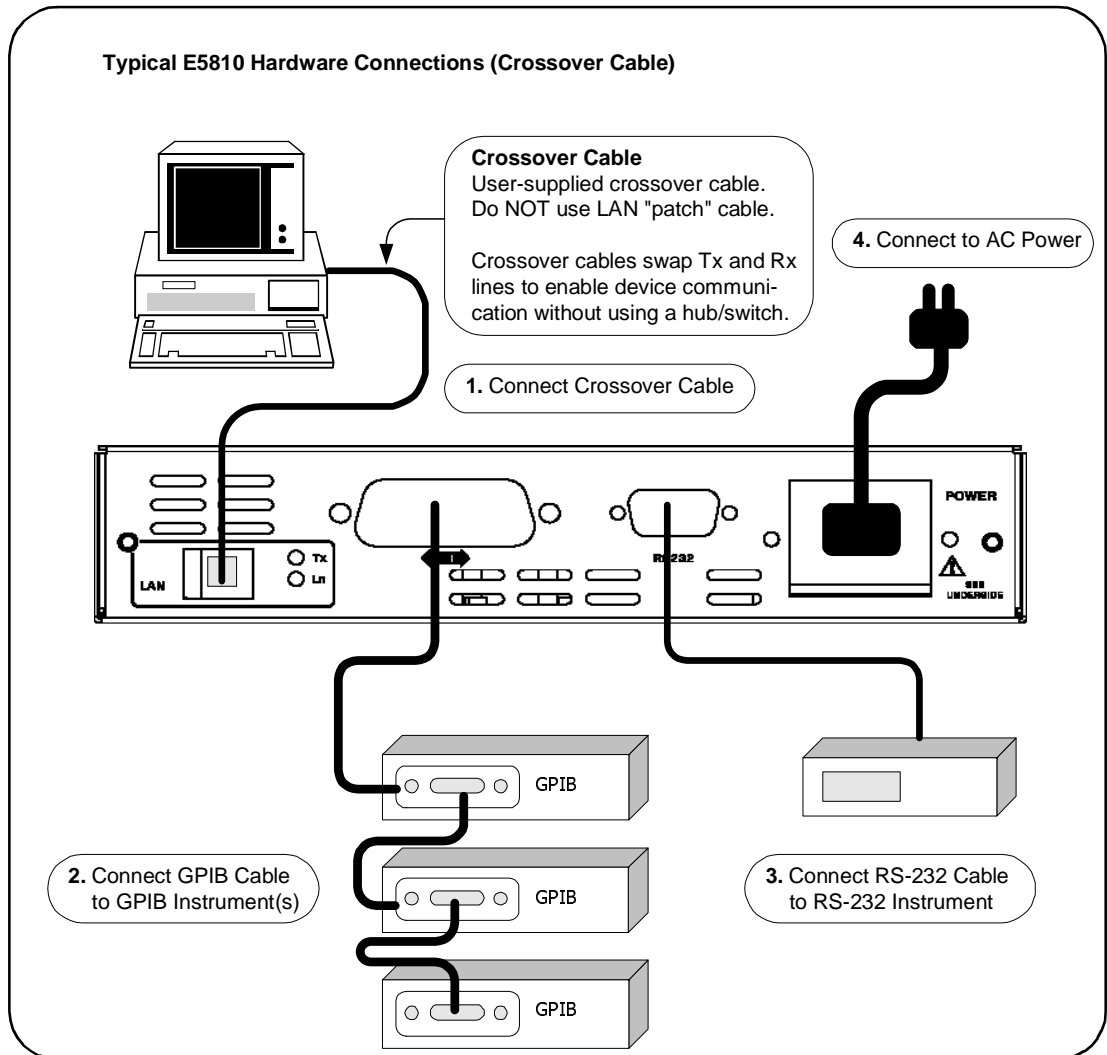 Typical E5810 Hardware Connections (Crossover Cable)
Crossover Cable
User-supplied crossover cable.
Do NOT use LAN "patch" cable.
Crossover cables swap Tx and Rx
lines to enable device communi-
cation without using a hub/switch.
4. Connect to AC Power
1. Connect Crossover Cable
POWER
Tx
LAN
Ln
RS232
SEE
UNDERSIDE
GPIB
2. Connect GPIB Cable
to GPIB Instrument(s)
GPIB
3. Connect RS-232 Cable
to RS-232 Instrument
GPIB